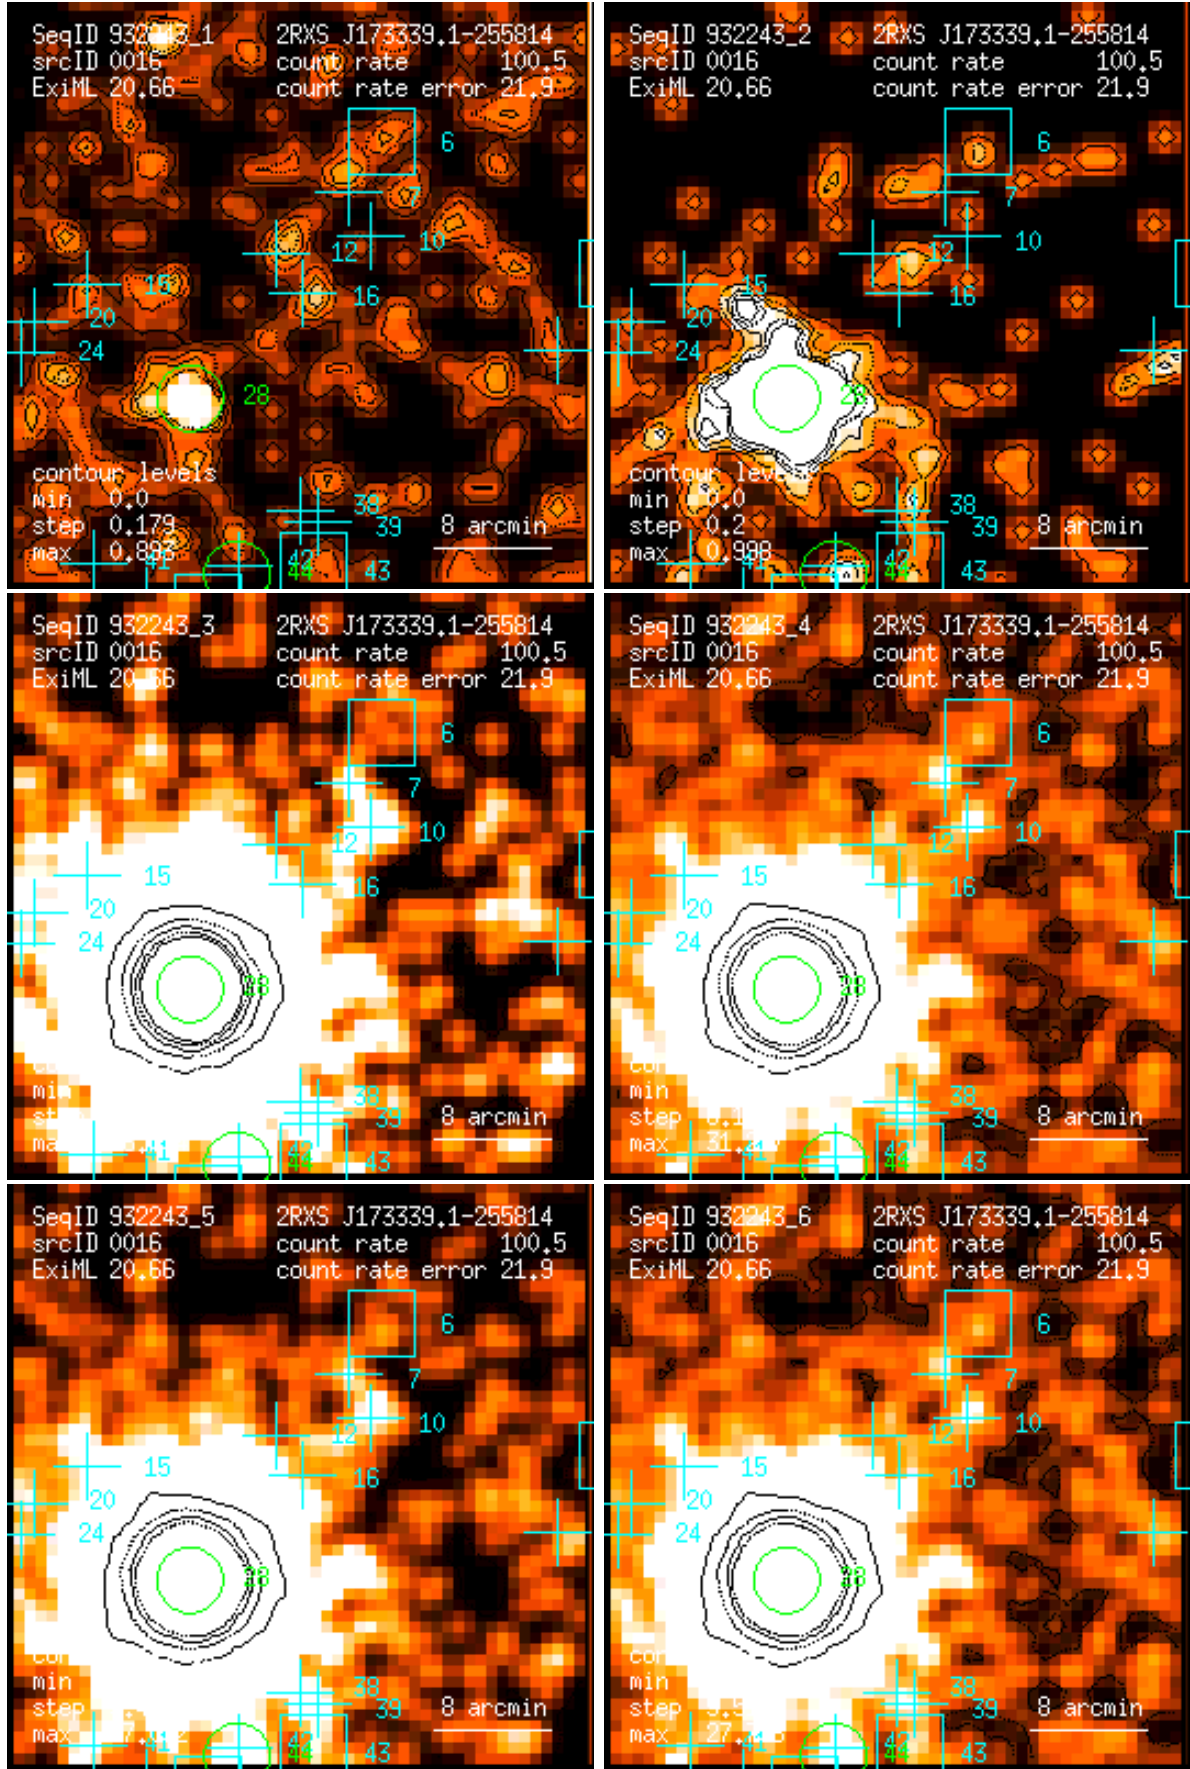 SeqID 932243_1 2RXS J173339.1-255814
srcID 0016 count rate 100.5
ExiML 20.66 count rate error 21.9
6
7
10
12
15
16
20
24
28
contour levels
min 0.0
step 0.179
max
38
39
8 arcmin
41
42
44
43
SeqID 932243_2 2RXS J173339.1-255814
srcID 0016 count rate 100.5
ExiML 20.66 count rate error 21.9
6
7
10
12
15
16
20
24
28
contour levels
min 0.0
step 0.2
max 0.998
38
39
8 arcmin
41
42
44
43
SeqID 932243_3 2RXS J173339.1-255814
srcID 0016 count rate 100.5
ExiML 20.66 count rate error 21.9
6
7
10
12
15
16
20
24
28
min
38
39
8 arcmin
41
42
44
43
SeqID 932243_4 2RXS J173339.1-255814
srcID 0016 count rate 100.5
ExiML 20.66 count rate error 21.9
6
7
10
12
15
16
20
24
28
min
step
max
38
39
8 arcmin
41
42
44
43
SeqID 932243_5 2RXS J173339.1-255814
srcID 0016 count rate 100.5
ExiML 20.66 count rate error 21.9
6
7
10
12
15
16
20
24
28
min
step
max
38
39
8 arcmin
41
42
44
43
SeqID 932243_6 2RXS J173339.1-255814
srcID 0016 count rate 100.5
ExiML 20.66 count rate error 21.9
6
7
10
12
15
16
20
24
28
min
step
max
38
39
8 arcmin
41
42
44
43